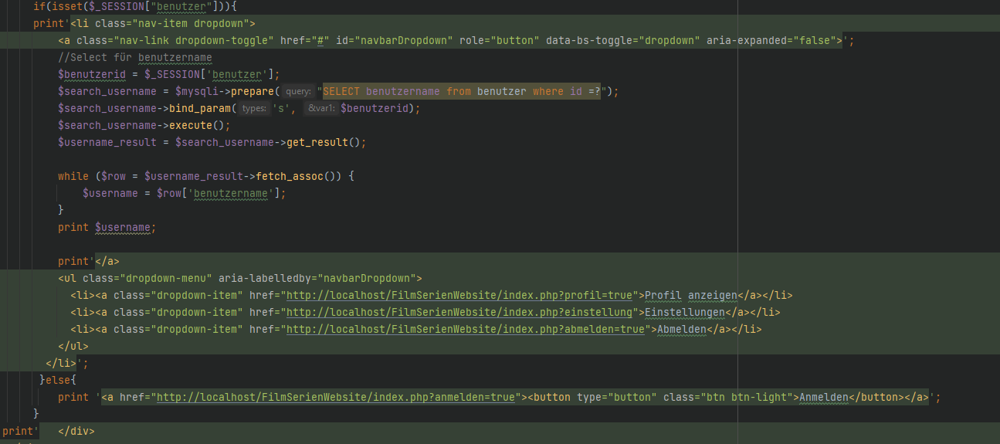 if(isset($_SESSION["benutzer"])){
print'<li class="nav-item dropdown">
<a class="nav-link dropdown-toggle" href="#" id="navbarDropdown" role="button" data-bs-toggle="dropdown" aria-expanded="false">';
//Select für benutzername
$benutzerid = $_SESSION['benutzer'];
$search_username = $mysqli->prepare( query: "SELECT benutzername from benutzer where id =?");
$search_username->bind_param( types: 's', &var1: $benutzerid);
$search_username->execute();
$username_result = $search_username->get_result();
while ($row = $username_result->fetch_assoc()) {
$username = $row['benutzername'];
}
print $username;
print'</a>
<ul class="dropdown-menu" aria-labelledby="navbarDropdown">
<li><a class="dropdown-item" href="http://localhost/FilmSerienWebsite/index.php?profil=true">Profil anzeigen</a></li>
<li><a class="dropdown-item" href="http://localhost/FilmSerienWebsite/index.php?einstellung">Einstellungen</a></li>
<li><a class="dropdown-item" href="http://localhost/FilmSerienWebsite/index.php?abmelden=true">Abmelden</a></li>
</ul>
</li>';
}else{
print '<a href="http://localhost/FilmSerienWebsite/index.php?anmelden=true"><button type="button" class="btn btn-light">Anmelden</button></a>';
}
print' </div>